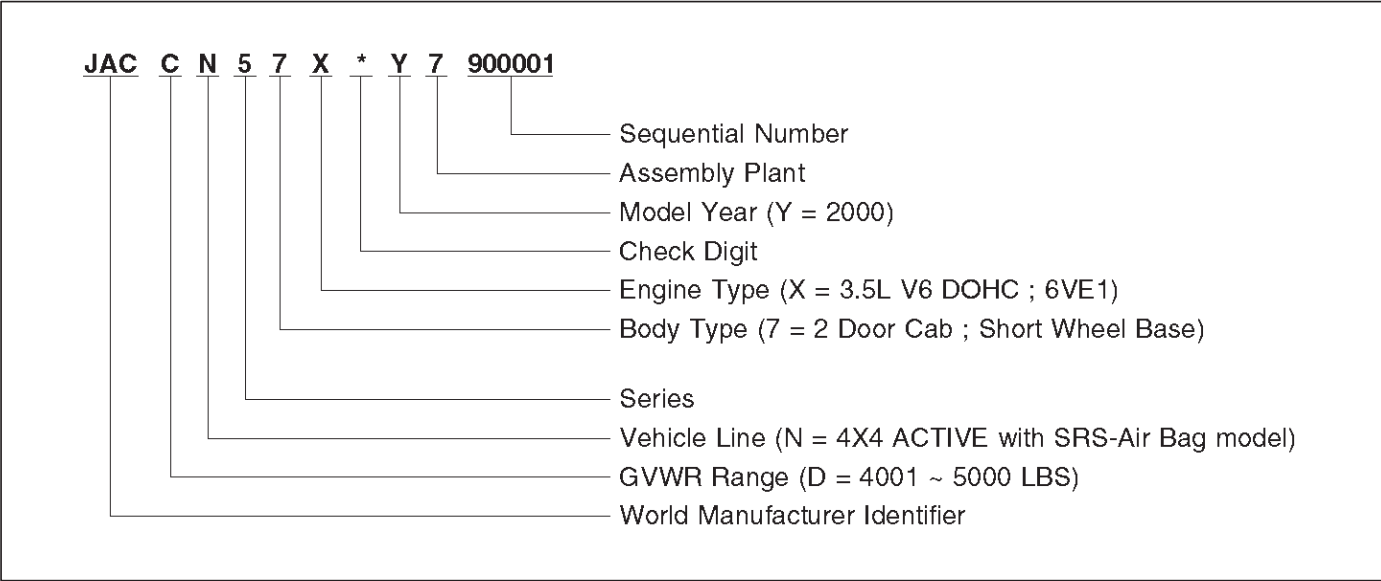 JAC C N 5 7 X * Y 7 900001
Sequential Number
Assembly Plant
Model Year (Y = 2000)
Check Digit
Engine Type (X = 3.5L V6 DOHC ; 6VE1)
Body Type (7 = 2 Door Cab ; Short Wheel Base)
Series
Vehicle Line (N = 4X4 ACTIVE with SRS-Air Bag model)
GVWR Range (D = 4001 ~ 5000 LBS)
World Manufacturer Identifier